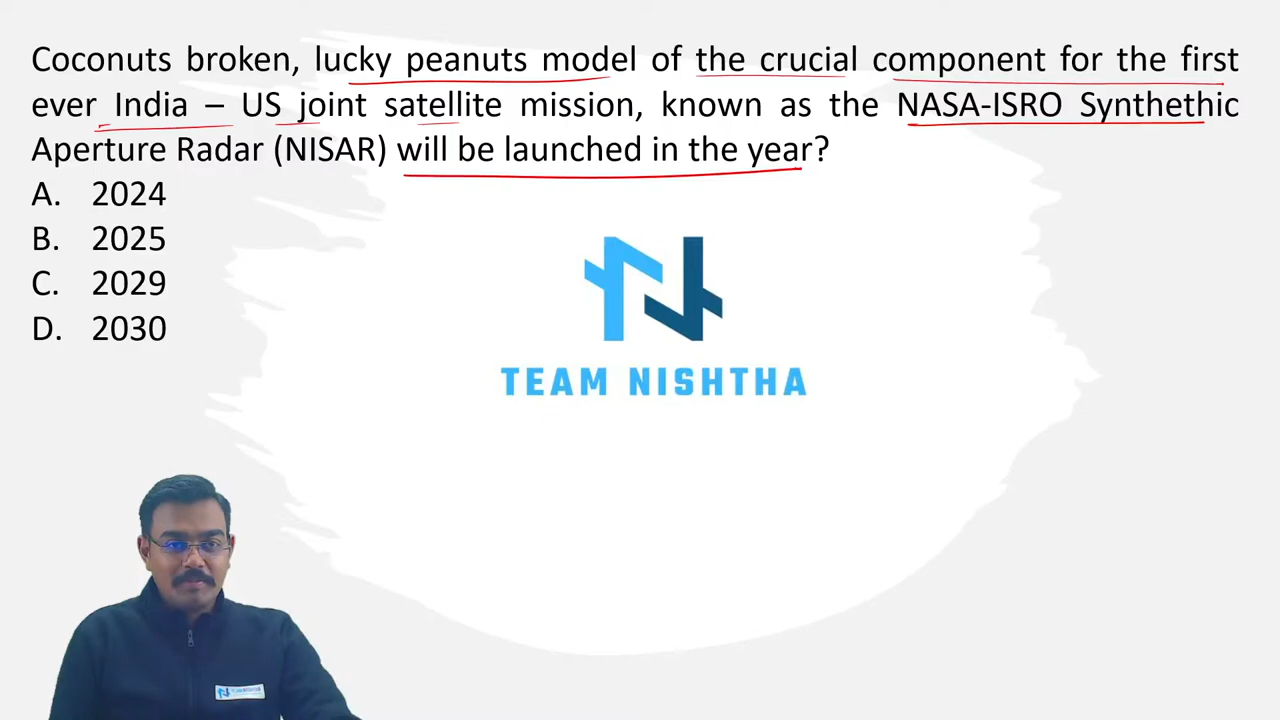 Coconuts broken, lucky peanuts model of the crucial component for the first
ever India – US joint satellite mission, known as the NASA-ISRO Synthethic
Aperture Radar (NISAR) will be launched in the year?
A. 2024
B. 2025
C. 2029
D. 2030
TEAM NISHTHA